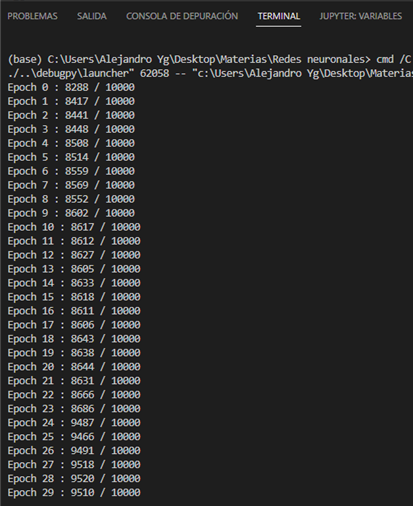 PROBLEMAS SALIDA CONSOLA DE DEPURACIÓN TERMINAL JUPYTER: VARIABLES
(base) C:\Users\Alejandro Yg\Desktop\Materias\Redes neuronales> cmd /C
./..\debugpy\launcher" 62058 -- "c:\Users\Alejandro Yg\Desktop\Materias
Epoch 0 : 8288 / 10000
Epoch 1 : 8417 / 10000
Epoch 2 : 8441 / 10000
Epoch 3 : 8448 / 10000
Epoch 4 : 8508 / 10000
Epoch 5 : 8514 / 10000
Epoch 6 : 8559 / 10000
Epoch 7 : 8569 / 10000
Epoch 8 : 8552 / 10000
Epoch 9 : 8602 / 10000
Epoch 10 : 8617 / 10000
Epoch 11 : 8612 / 10000
Epoch 12 : 8627 / 10000
Epoch 13 : 8605 / 10000
Epoch 14 : 8633 / 10000
Epoch 15 : 8618 / 10000
Epoch 16 : 8611 / 10000
Epoch 17 : 8606 / 10000
Epoch 18 : 8643 / 10000
Epoch 19 : 8638 / 10000
Epoch 20 : 8644 / 10000
Epoch 21 : 8631 / 10000
Epoch 22 : 8666 / 10000
Epoch 23 : 8686 / 10000
Epoch 24 : 9487 / 10000
Epoch 25 : 9466 / 10000
Epoch 26 : 9491 / 10000
Epoch 27 : 9518 / 10000
Epoch 28 : 9520 / 10000
Epoch 29 : 9510 / 10000